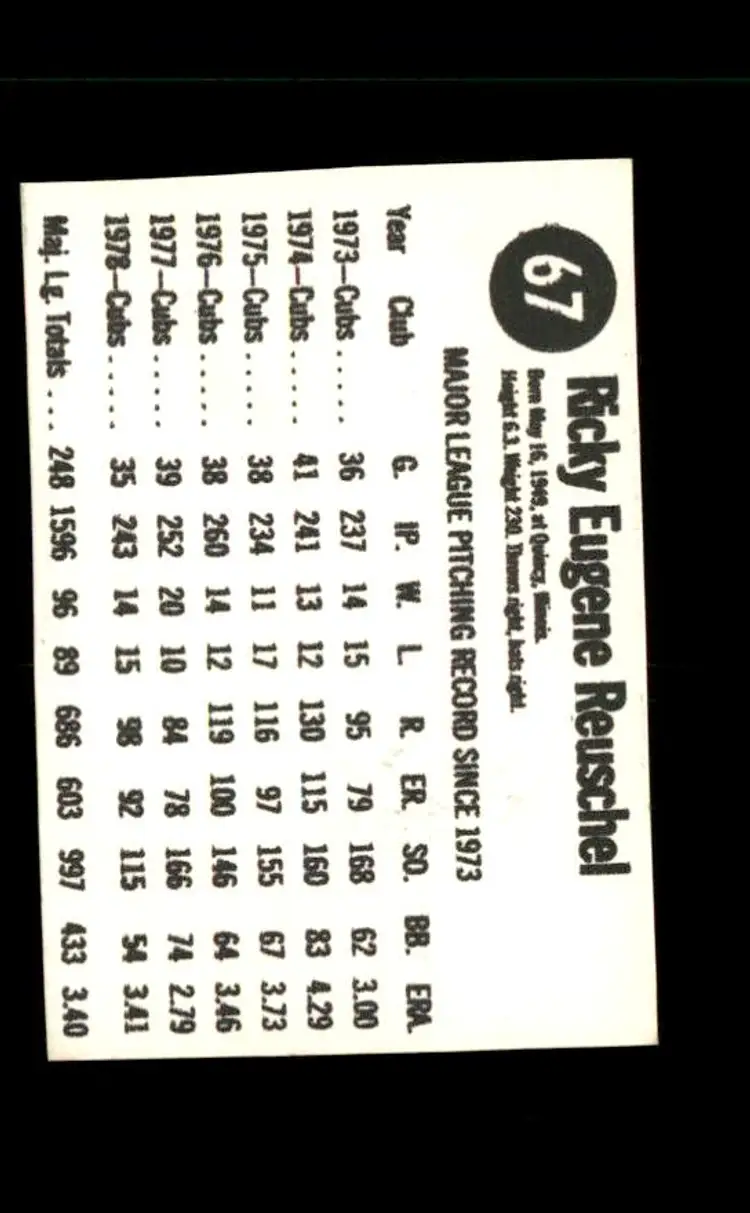 67
Ricky Eugene Reuschel
Born May 16, 1949, at Quincy, Illinois.
Height 6.3. Weight 230. Throws right, bats right.
MAJOR LEAGUE PITCHING RECORD SINCE 1973
Year Club G. IP. W. L. R. ER. SO. BB. ERA.
1973—Cubs..... 36 237 14 15 95 79 168 62 3.00
1974—Cubs..... 41 241 13 12 130 115 160 83 4.29
1975—Cubs..... 38 234 11 17 116 97 155 67 3.73
1976—Cubs..... 38 260 14 12 119 100 146 64 3.46
1977—Cubs..... 39 252 20 10 84 78 166 74 2.79
1978—Cubs..... 35 243 14 15 98 92 115 54 3.41
Maj. Lg. Totals... 248 1596 96 89 686 603 997 433 3.40